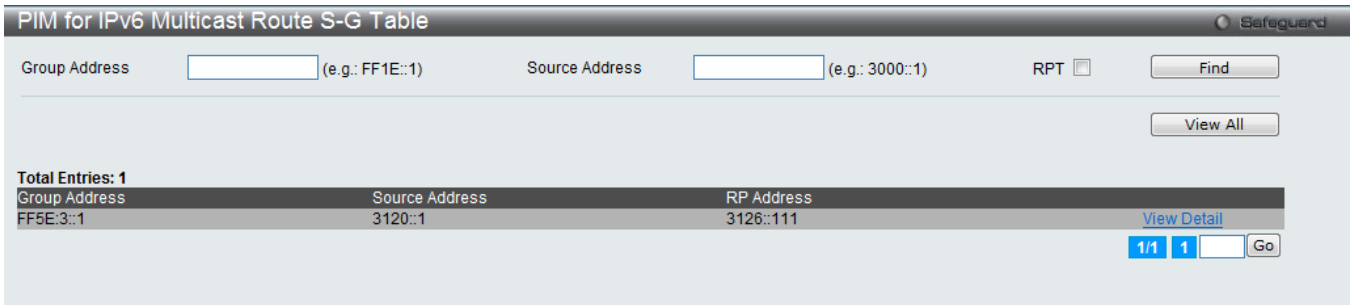 PIM for IPv6 Multicast Route S-G Table
Safeguard
Group Address (e.g.: FF1E::1) Source Address (e.g.: 3000::1) RPT Find
View All
Total Entries: 1
Group Address Source Address RP Address
FF5E:3::1 3120::1 3126::111 View Detail
1/1 1 Go